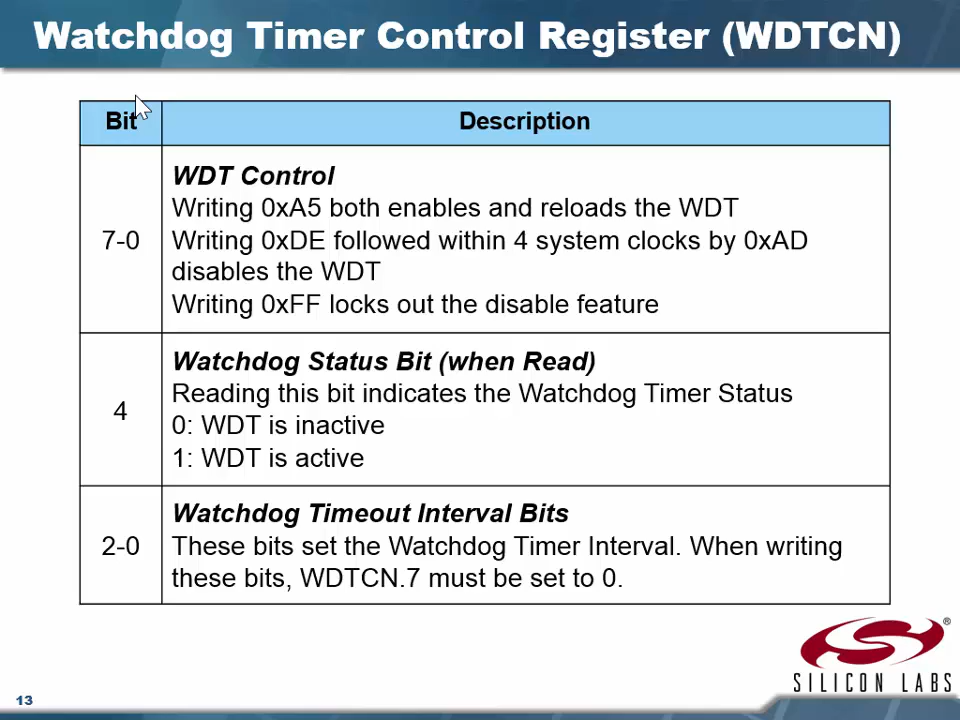 Watchdog Timer Control Register (WDTCN)
Bit
Description
7-0
WDT Control
Writing 0xA5 both enables and reloads the WDT
Writing 0xDE followed within 4 system clocks by 0xAD
disables the WDT
Writing 0xFF locks out the disable feature
4
Watchdog Status Bit (when Read)
Reading this bit indicates the Watchdog Timer Status
0: WDT is inactive
1: WDT is active
2-0
Watchdog Timeout Interval Bits
These bits set the Watchdog Timer Interval. When writing
these bits, WDTCN.7 must be set to 0.
®
SILICON LABS
13